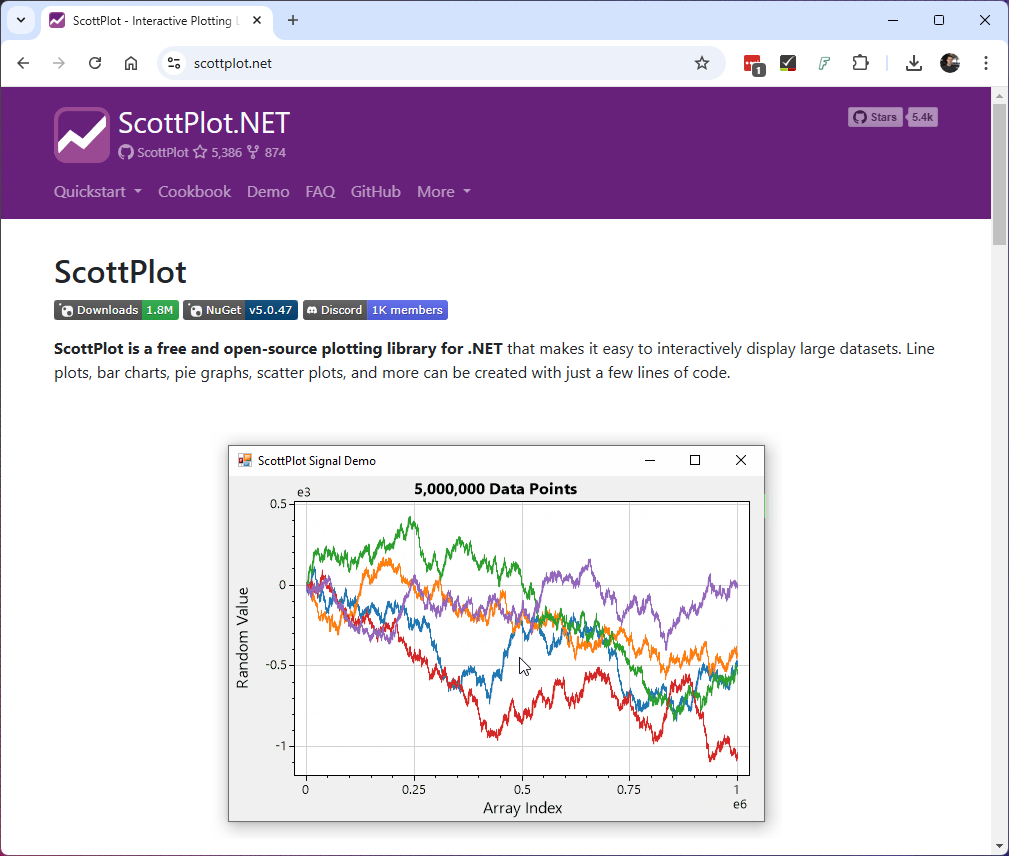 ScottPlot - Interactive Plotting L
scottplot.net
1
ScottPlot.NET
Stars 5.4k
ScottPlot 5,386 874
Quickstart Cookbook Demo FAQ GitHub More
ScottPlot
Downloads 1.8M NuGet v5.0.47 Discord 1K members
ScottPlot is a free and open-source plotting library for .NET that makes it easy to interactively display large datasets. Line
plots, bar charts, pie graphs, scatter plots, and more can be created with just a few lines of code.
ScottPlot Signal Demo
5,000,000 Data Points
e3
0.5
0
-0.5
-1
Random Value
0 0.25 0.5 0.75 1
e6
Array Index